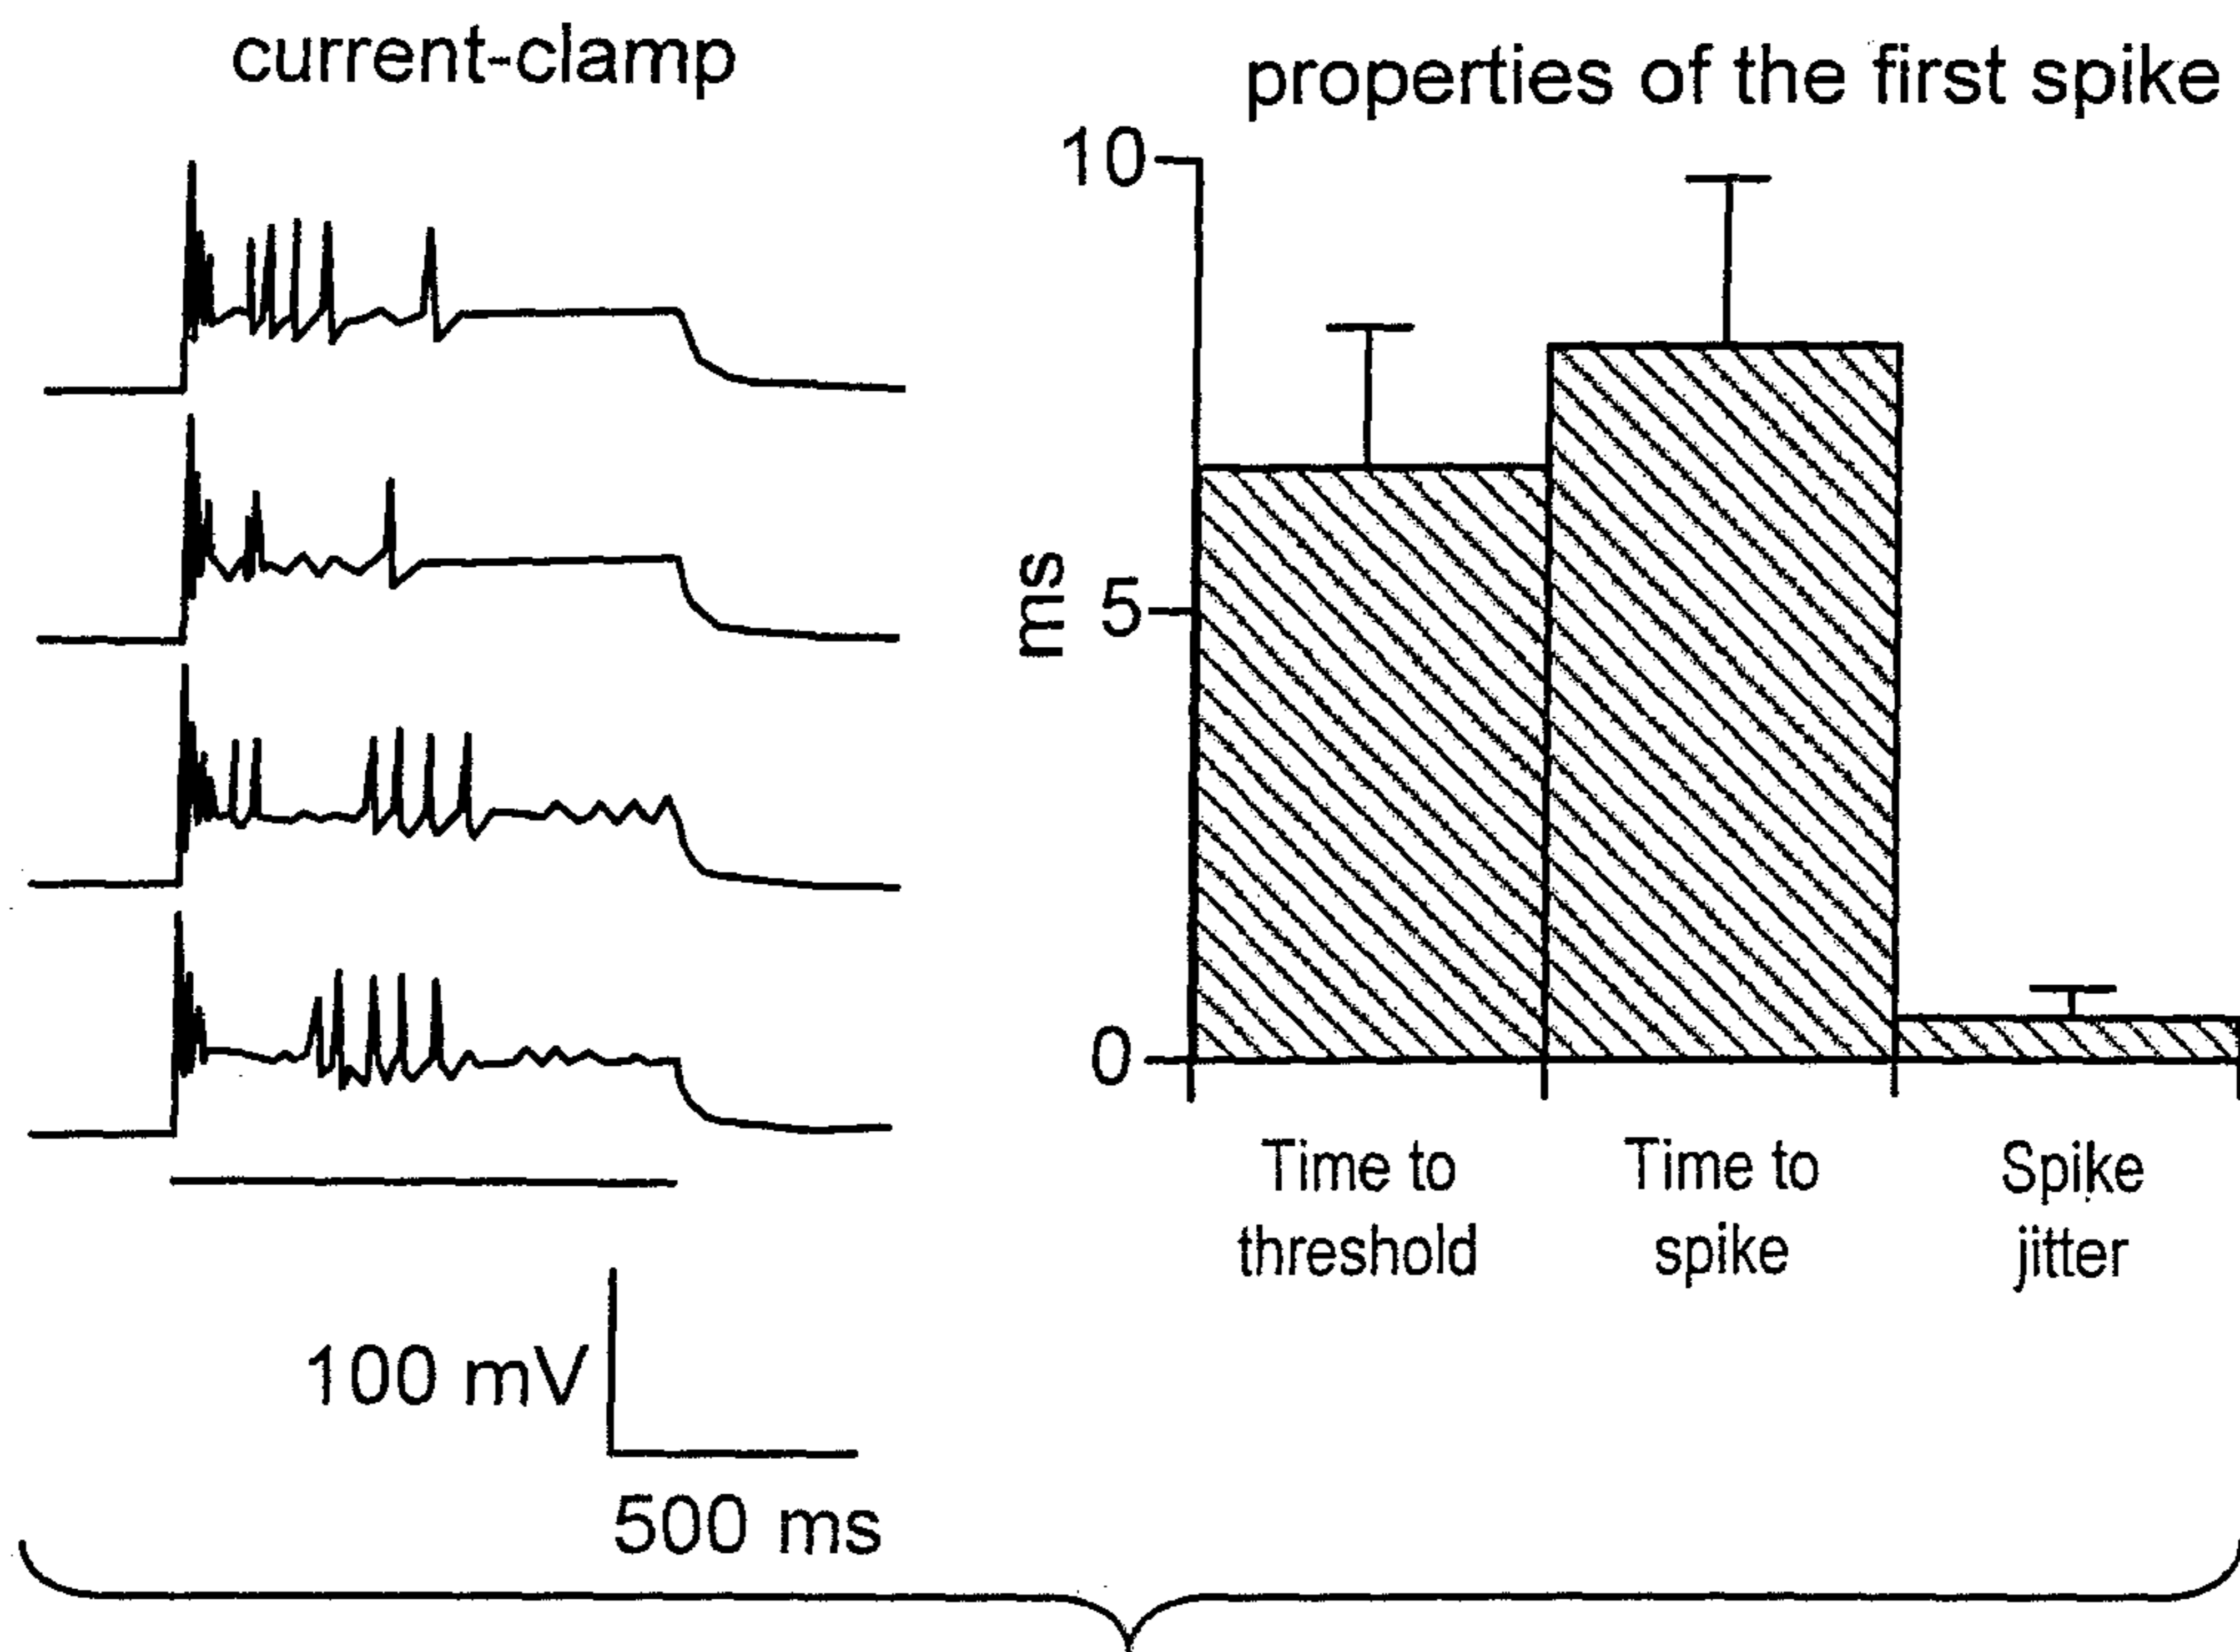 current-clamp
100 mV
500 ms
properties of the first spike
10
ms
5
0
Time to
threshold
Time to
spike
Spike
jitter